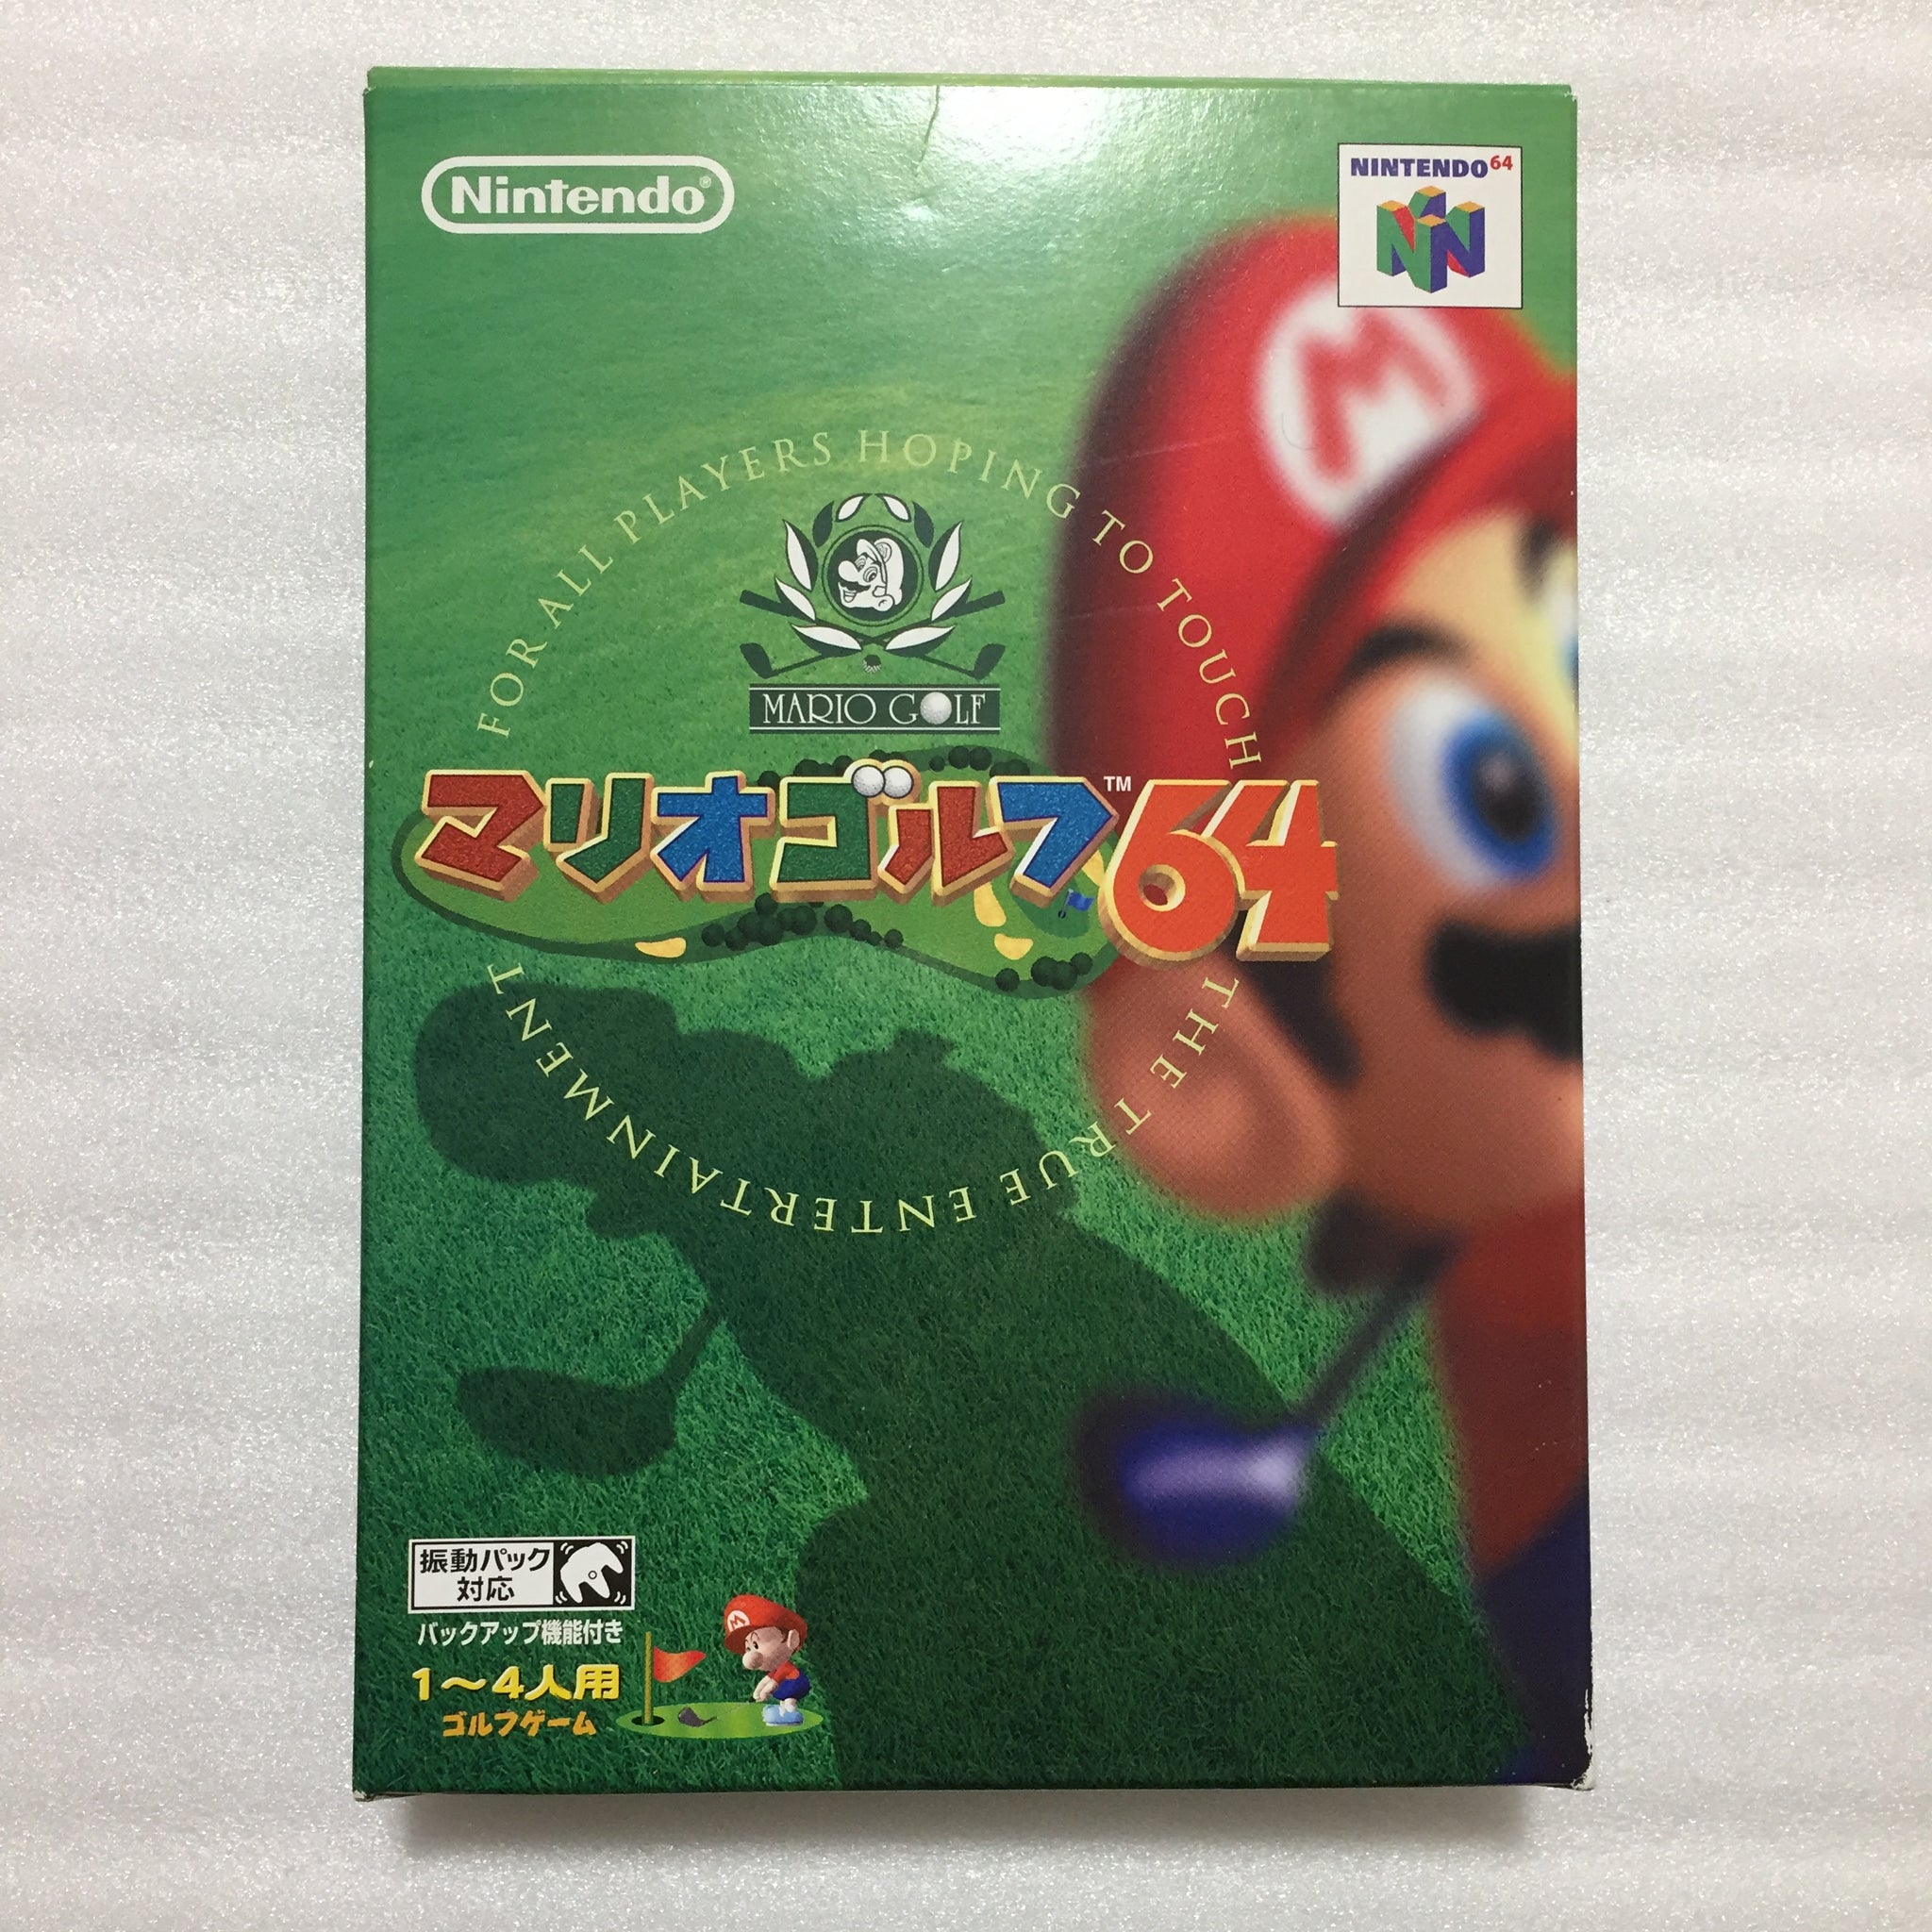 Nintendo®
NINTENDO64
M
FOR ALL PLAYERS HOPING TO TOUCH
MARIO GOLF
マリオゴルフ™64
THE TRUE ENTERTAINMENT
振動パック
対応
バックアップ機能付き
1〜4人用
ゴルフゲーム
M